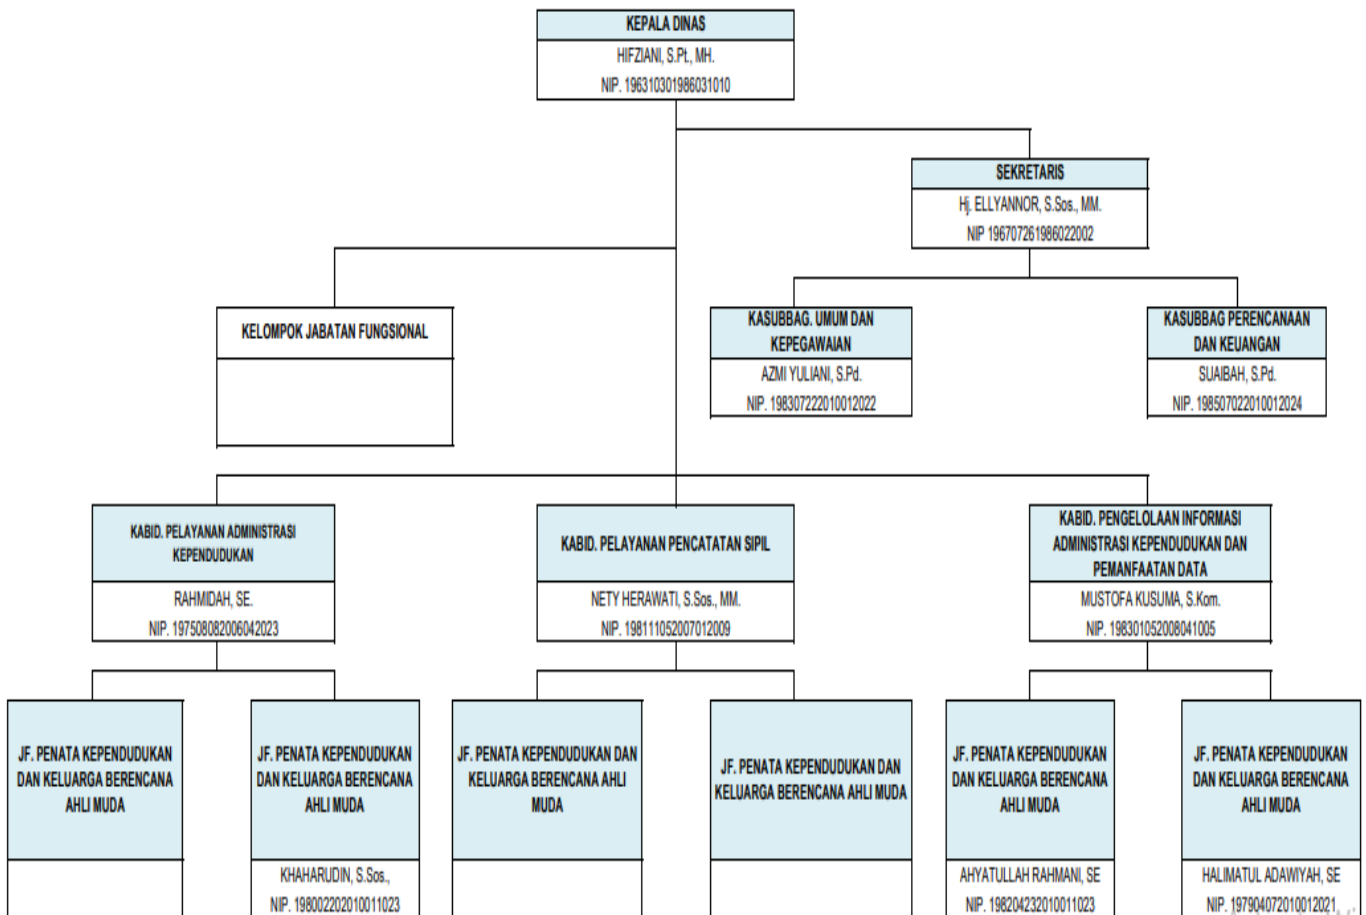 KEPALA DINAS
HIFZIANI, S.Pt., MH.
NIP. 196310301986031010
SEKRETARIS
Hj. ELLYANNOR, S.Sos., MM.
NIP 196707261986022002
KELOMPOK JABATAN FUNGSIONAL
KASUBBAG. UMUM DAN
KEPEGAWAIAN
AZMI YULIANI, S.Pd.
NIP. 198307222010012022
KASUBBAG PERENCANAAN
DAN KEUANGAN
SUAIBAH, S.Pd.
NIP. 198507022010012024
KABID. PELAYANAN ADMINISTRASI
KEPENDUDUKAN
RAHMIDAH, SE.
NIP. 197508082006042023
KABID. PELAYANAN PENCATATAN SIPIL
NETY HERAWATI, S.Sos., MM.
NIP. 198111052007012009
KABID. PENGELOLAAN INFORMASI
ADMINISTRASI KEPENDUDUKAN DAN
PEMANFAATAN DATA
MUSTOFA KUSUMA, S.Kom.
NIP. 198301052008041005
JF. PENATA KEPENDUDUKAN
DAN KELUARGA BERENCANA
AHLI MUDA
JF. PENATA KEPENDUDUKAN
DAN KELUARGA BERENCANA
AHLI MUDA
KHAHARUDIN, S.Sos.,
NIP. 198002202010011023
JF. PENATA KEPENDUDUKAN DAN
KELUARGA BERENCANA AHLI
MUDA
JF. PENATA KEPENDUDUKAN DAN
KELUARGA BERENCANA AHLI MUDA
JF. PENATA KEPENDUDUKAN
DAN KELUARGA BERENCANA
AHLI MUDA
AHYATULLAH RAHMANI, SE
NIP. 198204232010011023
JF. PENATA KEPENDUDUKAN
DAN KELUARGA BERENCANA
AHLI MUDA
HALIMATUL ADAWIYAH, SE
NIP. 197904072010012021